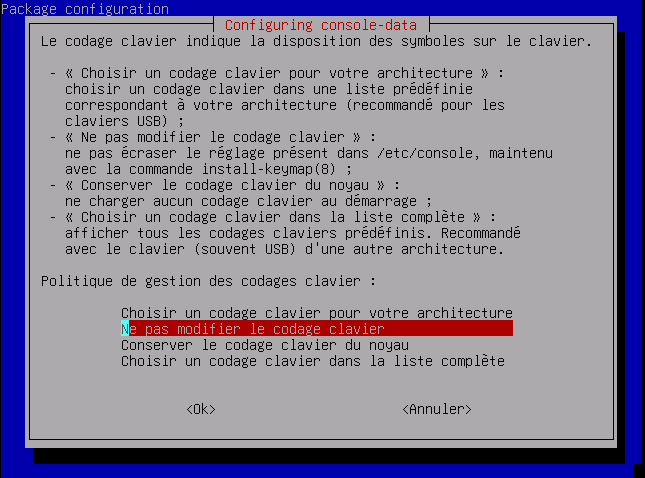 Package configuration
Configuring console-data
Le codage clavier indique la disposition des symboles sur le clavier.
- « Choisir un codage clavier pour votre architecture » :
choisir un codage clavier dans une liste prédéfinie
correspondant à votre architecture (recommandé pour les
claviers USB) ;
- « Ne pas modifier le codage clavier » :
ne pas écraser le réglage présent dans /etc/console, maintenu
avec la commande install-keymap(8) ;
- « Conserver le codage clavier du noyau » :
ne charger aucun codage clavier au démarrage ;
- « Choisir un codage clavier dans la liste complète » :
afficher tous les codages claviers prédéfinis. Recommandé
avec le clavier (souvent USB) d'une autre architecture.
Politique de gestion des codages clavier :
Choisir un codage clavier pour votre architecture
Ne pas modifier le codage clavier
Conserver le codage clavier du noyau
Choisir un codage clavier dans la liste complète
<Ok> <Annuler>